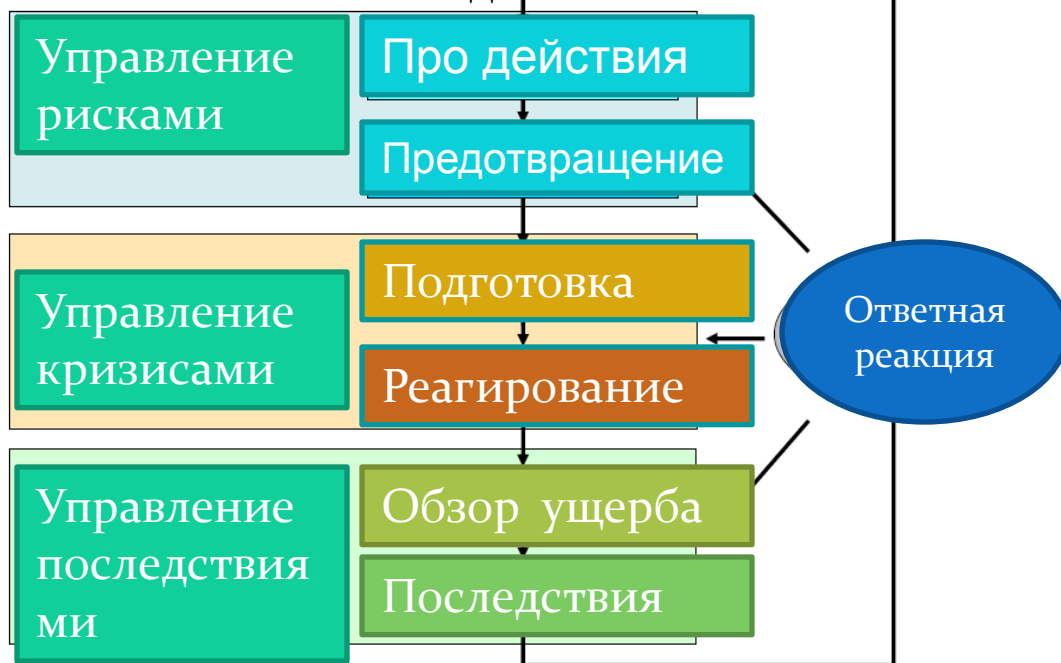 Управление
рисками
Про действия
Предотвращение
Управление
кризисами
Подготовка
Реагирование
Ответная
реакция
Управление
последствия
ми
Обзор ущерба
Последствия